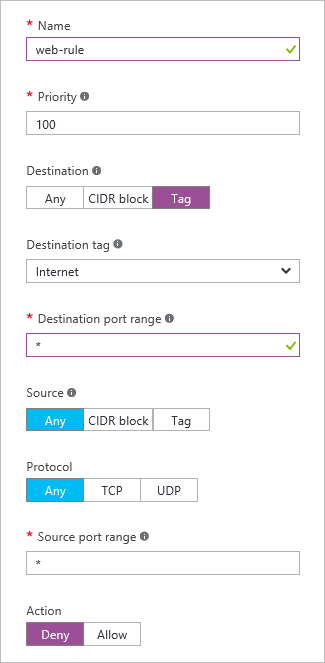 * Name
web-rule
* Priority
100
Destination
Any CIDR block Tag
Destination tag
Internet
* Destination port range
*
Source
Any CIDR block Tag
Protocol
Any TCP UDP
* Source port range
*
Action
Deny Allow